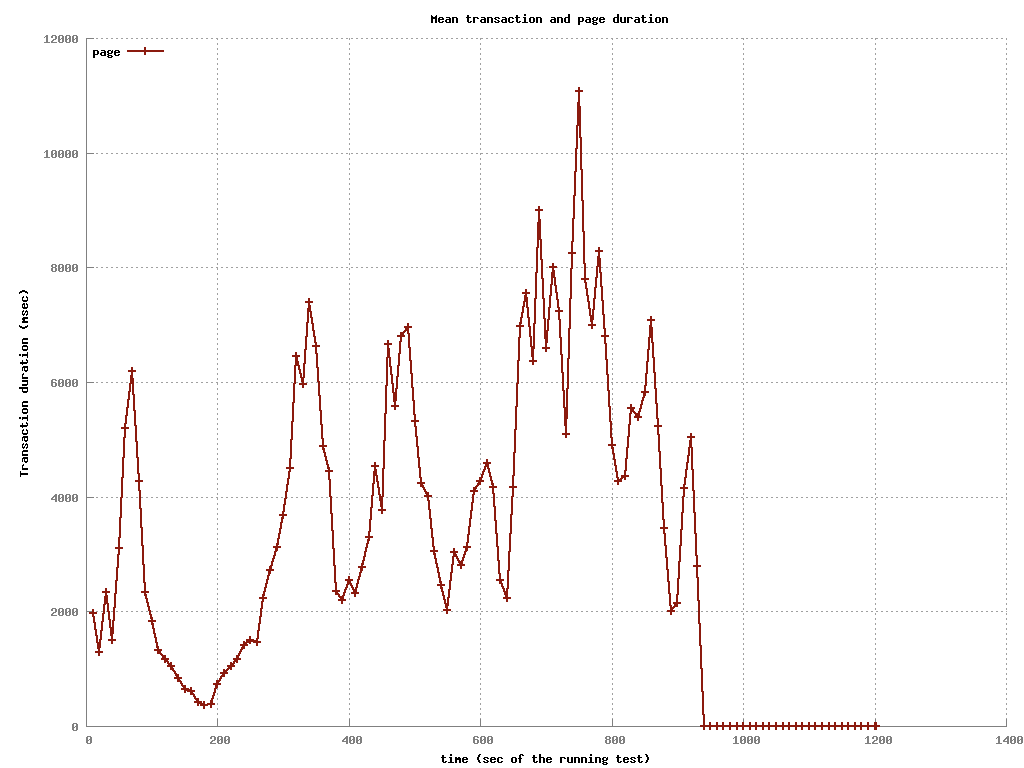 Mean transaction and page duration
page
12000
10000
8000
6000
4000
2000
0
Transaction duration (msec)
0 200 400 600 800 1000 1200 1400
time (sec of the running test)